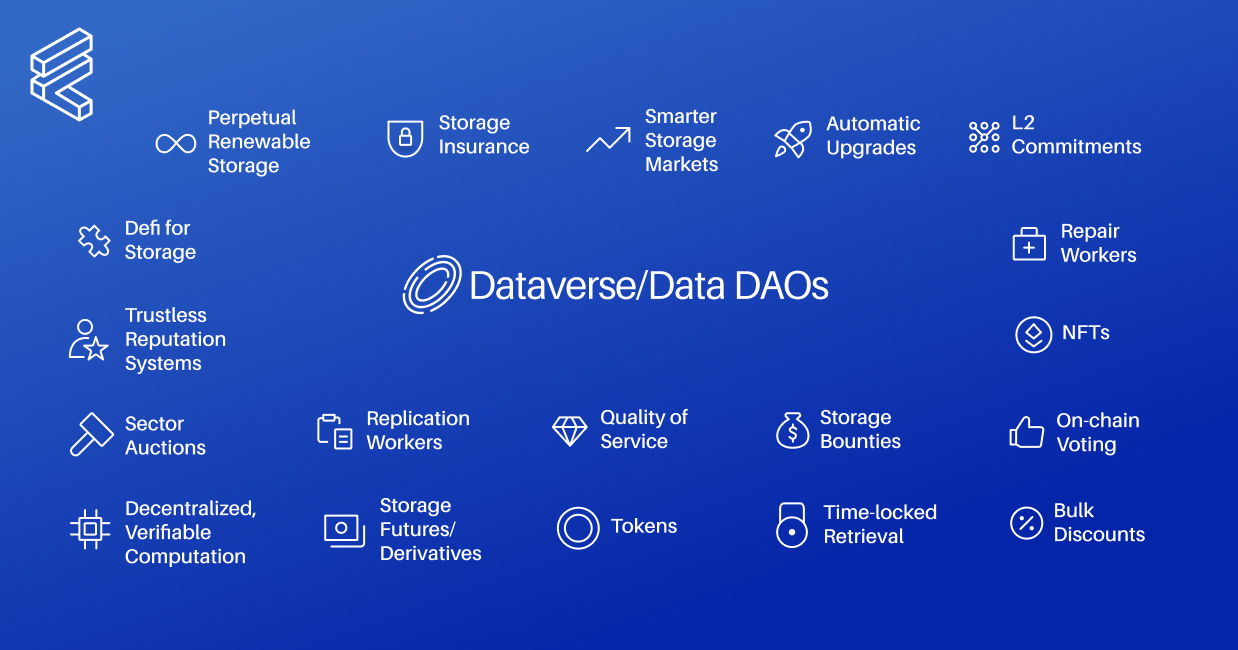 Perpetual
Renewable
Storage
Storage
Insurance
Smarter
Storage
Markets
Automatic
Upgrades
L2
Commitments
Defi for
Storage
Repair
Workers
Dataverse/Data DAOs
Trustless
Reputation
Systems
NFTs
Sector
Auctions
Replication
Workers
Quality of
Service
Storage
Bounties
On-chain
Voting
Decentralized,
Verifiable
Computation
Storage
Futures/
Derivatives
Tokens
Time-locked
Retrieval
Bulk
Discounts